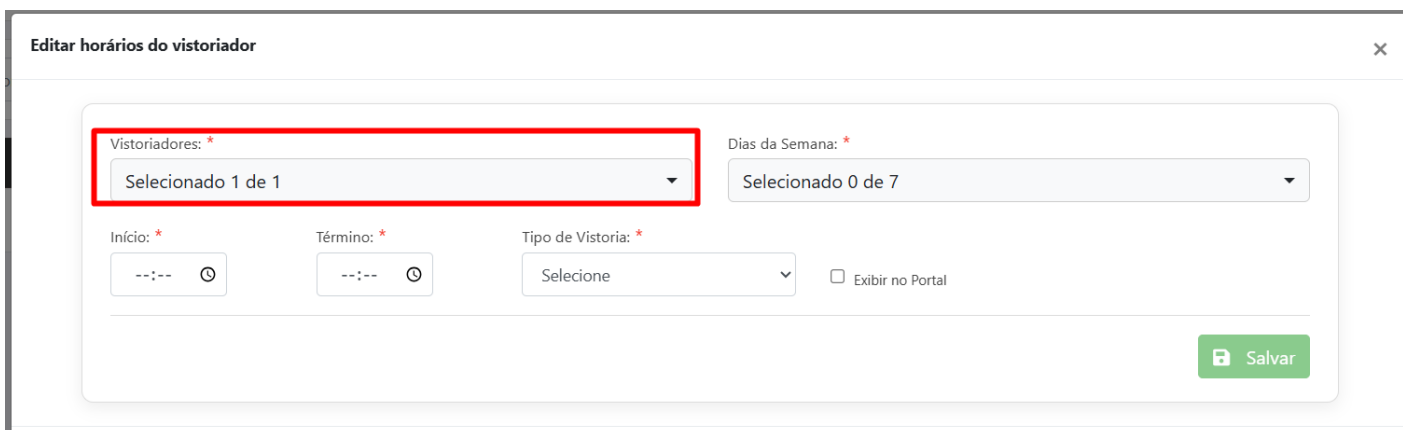 Editar horários do vistoriador
×
Vistoriadores: *
Dias da Semana: *
Selecionado 1 de 1
Selecionado 0 de 7
Início: *
Término: *
Tipo de Vistoria: *
--:--
--:--
Selecione
Exibir no Portal
Salvar